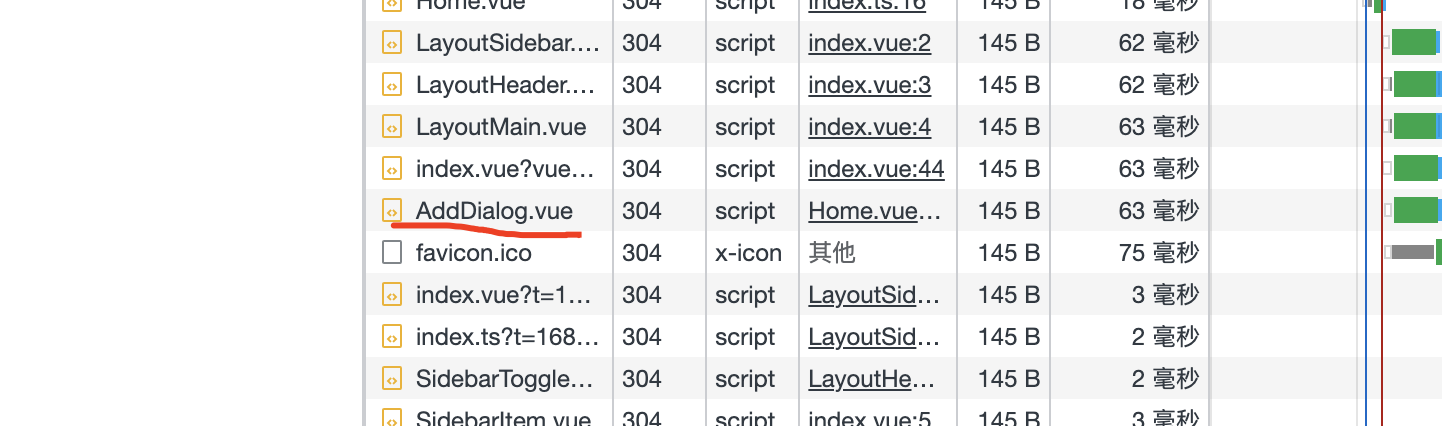 Home.vue 304 script index.ts:16 145 B 18 毫秒
LayoutSidebar.... 304 script index.vue:2 145 B 62 毫秒
LayoutHeader.... 304 script index.vue:3 145 B 62 毫秒
LayoutMain.vue 304 script index.vue:4 145 B 63 毫秒
index.vue?vue... 304 script index.vue:44 145 B 63 毫秒
AddDialog.vue 304 script Home.vue... 145 B 63 毫秒
favicon.ico 304 x-icon 其他 145 B 75 毫秒
index.vue?t=1... 304 script LayoutSid... 145 B 3 毫秒
index.ts?t=168... 304 script LayoutSid... 145 B 2 毫秒
SidebarToggle... 304 script LayoutHe... 145 B 2 毫秒
SidebarItem.vue 304 script index.vue:5 145 B 3 毫秒